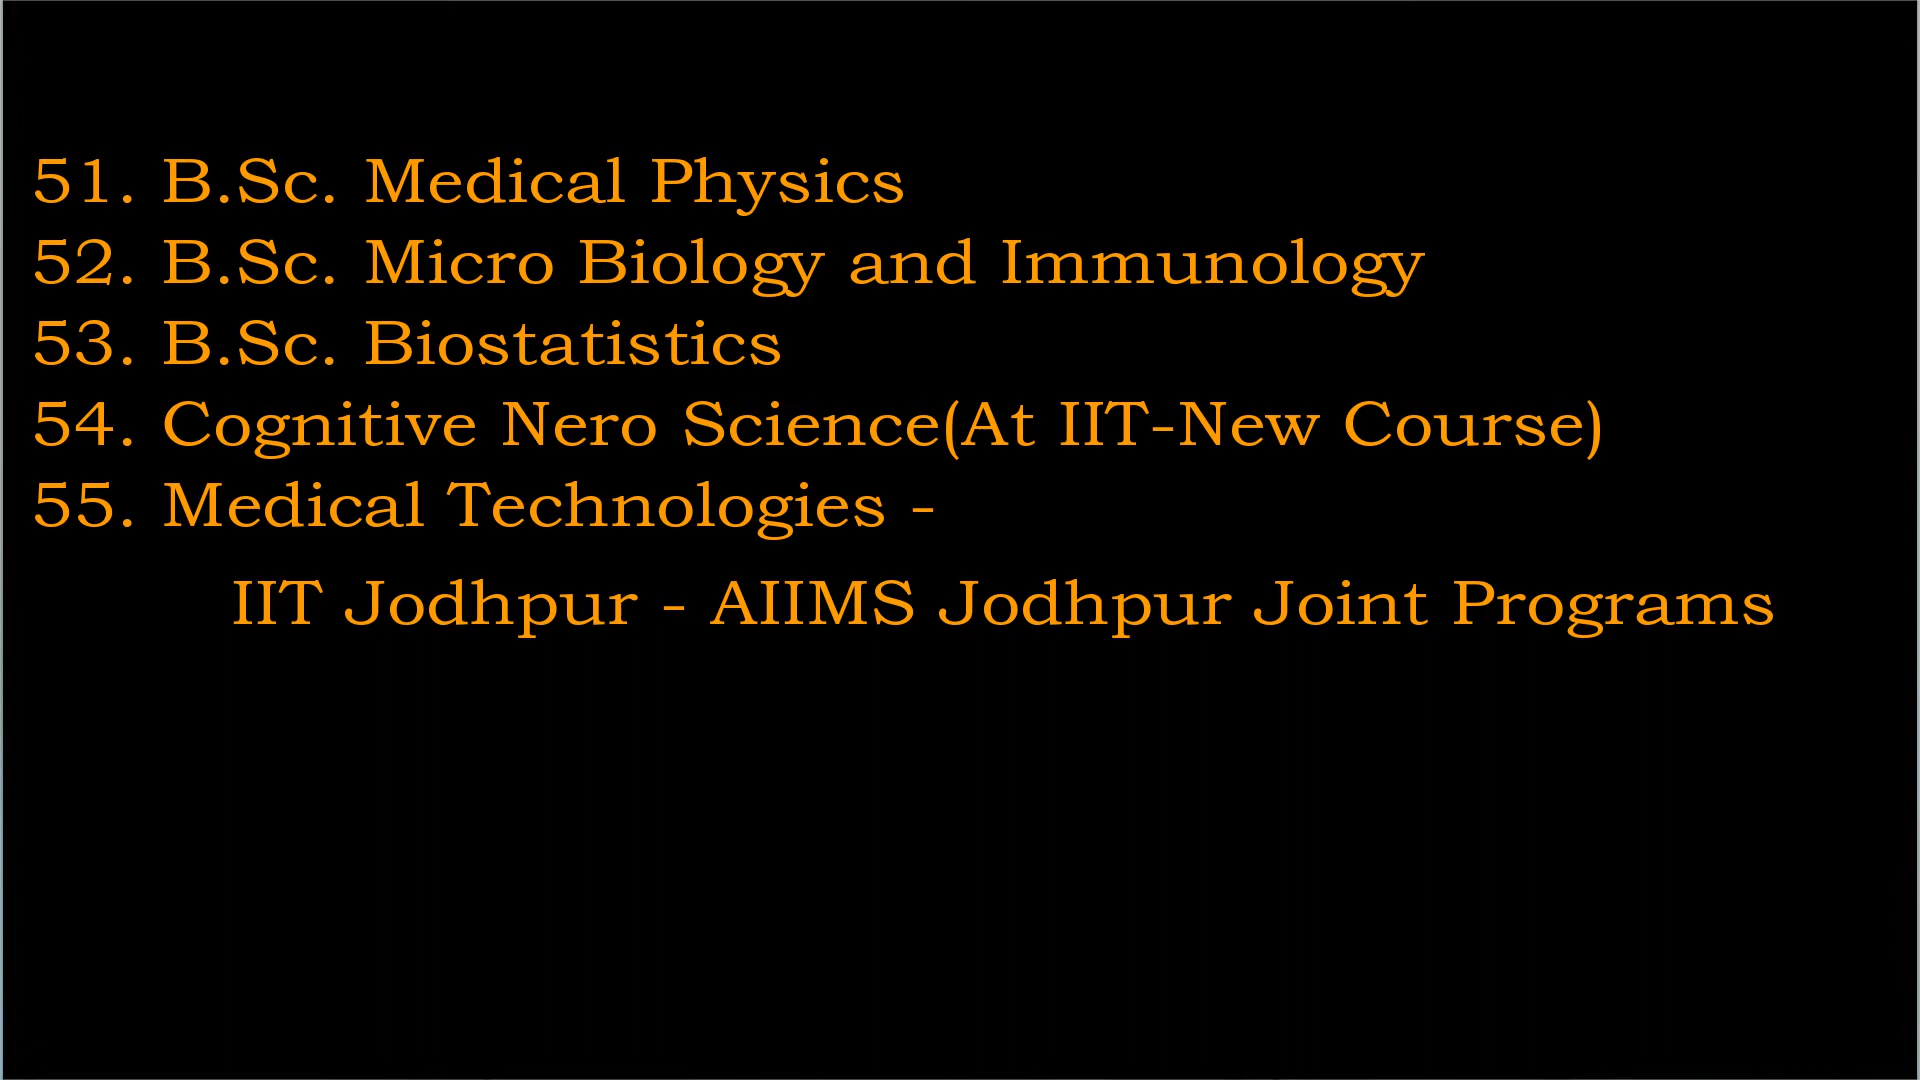 51. B.Sc. Medical Physics
52. B.Sc. Micro Biology and Immunology
53. B.Sc. Biostatistics
54. Cognitive Nero Science(At IIT-New Course)
55. Medical Technologies -
IIT Jodhpur - AIIMS Jodhpur Joint Programs